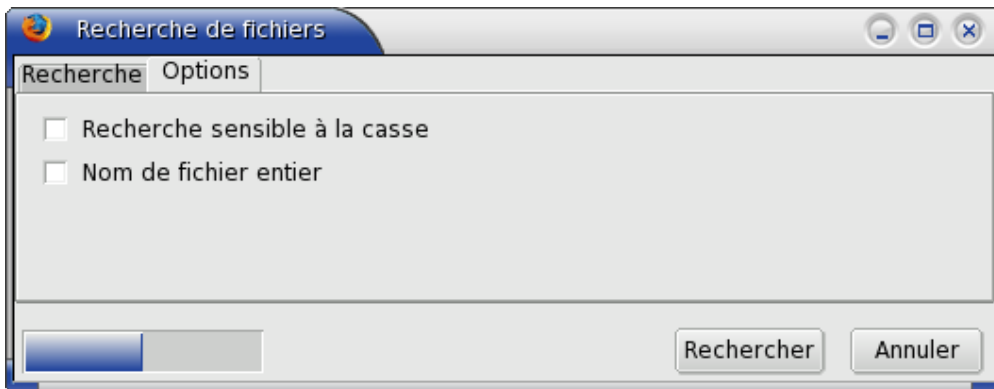 Recherche de fichiers
Recherche Options
Recherche sensible à la casse
Nom de fichier entier
Rechercher Annuler